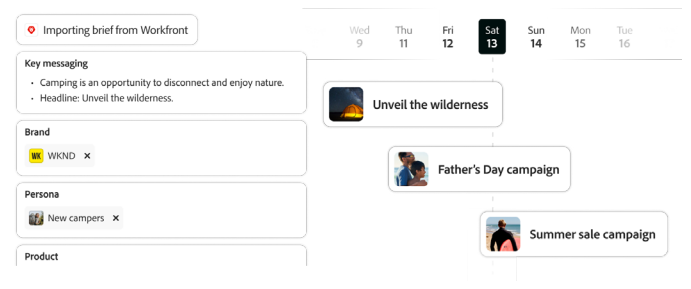 Importing brief from Workfront
Key messaging
• Camping is an opportunity to disconnect and enjoy nature.
• Headline: Unveil the wilderness.
Brand
WK WKND ×
Persona
New campers ×
Product
Wed Thu Fri Sat Sun Mon Tue
9 11 12 13 14 15 16
Unveil the wilderness
Father's Day campaign
Summer sale campaign